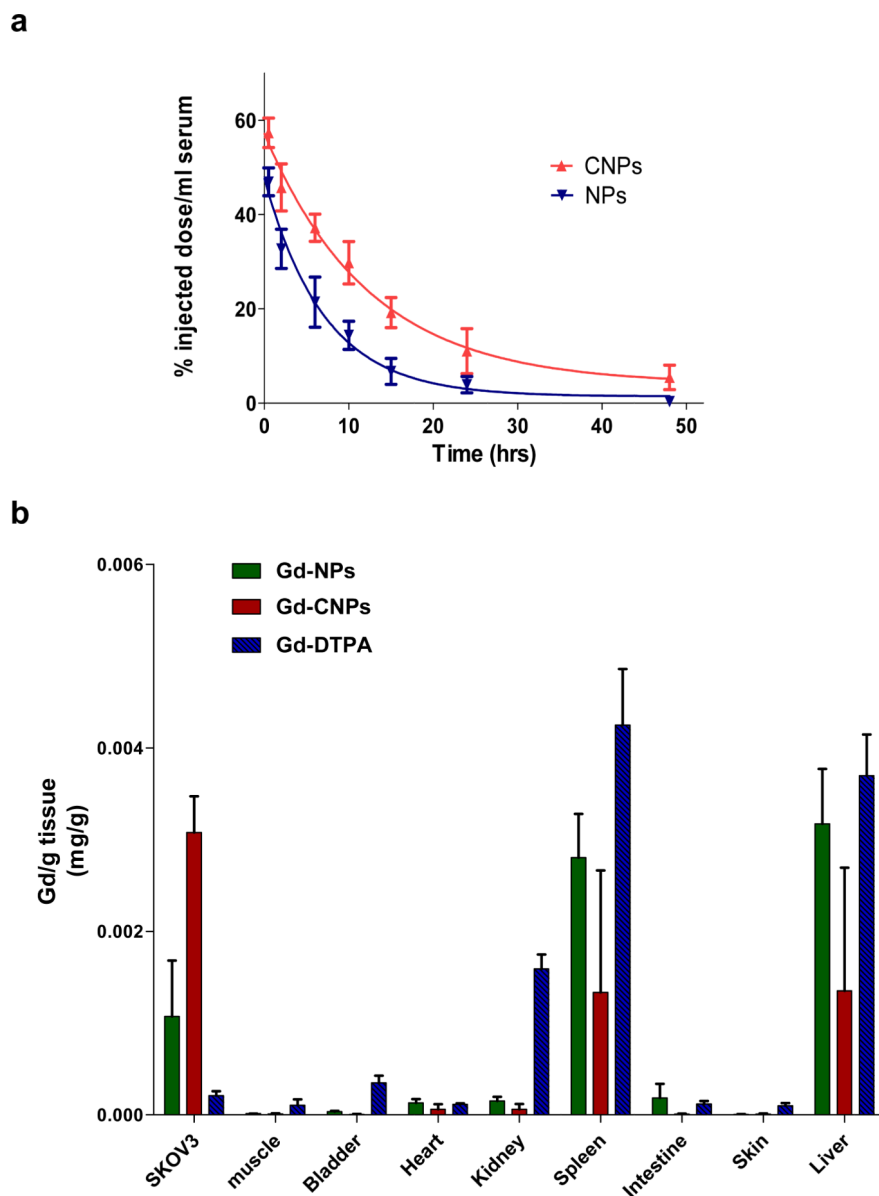 a
% injected dose/ml serum
60
40
20
0
CNPs
NPs
0 10 20 30 40 50
Time (hrs)
b
Gd/g tissue
(mg/g)
0.006
0.004
0.002
0.000
Gd-NPs
Gd-CNPs
Gd-DTPA
SKOV3
muscle
Bladder
Heart
Kidney
Spleen
Intestine
Skin
Liver